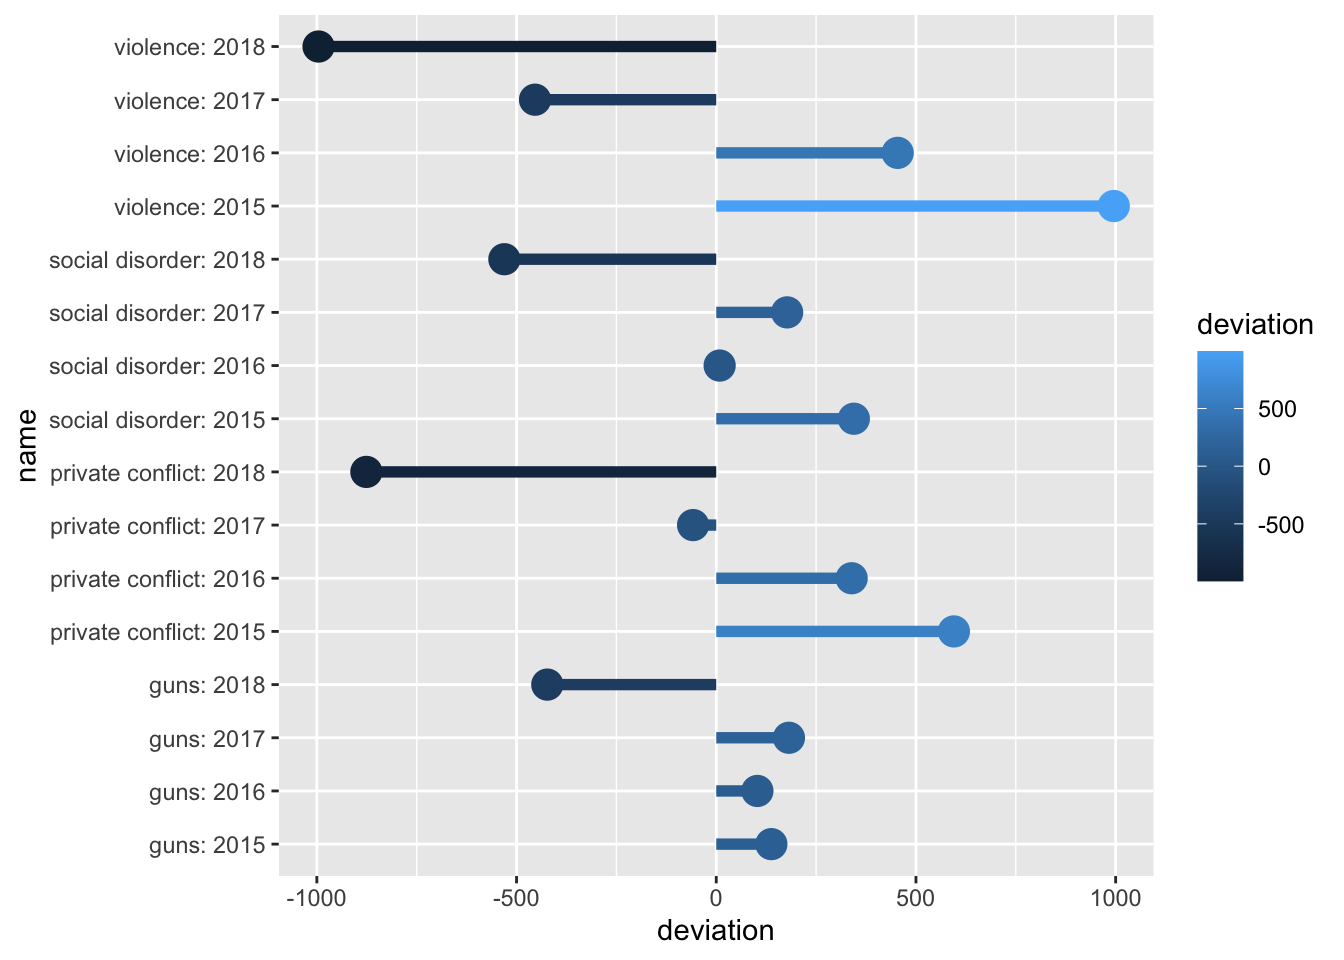 violence: 2018
violence: 2017
violence: 2016
violence: 2015
social disorder: 2018
social disorder: 2017
social disorder: 2016
social disorder: 2015
private conflict: 2018
private conflict: 2017
private conflict: 2016
private conflict: 2015
guns: 2018
guns: 2017
guns: 2016
guns: 2015
name
-1000 -500 0 500 1000
deviation
deviation
500
0
-500